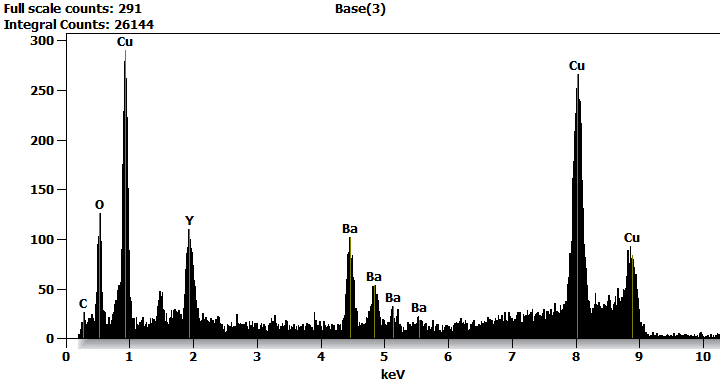 Full scale counts: 291
Base(3)
Integral Counts: 26144
300
Cu
Cu
250
200
150
O
Y
100
Ba
Cu
Ba
50
C
Ba
Ba
0
0 1 2 3 4 5 6 7 8 9 10
keV